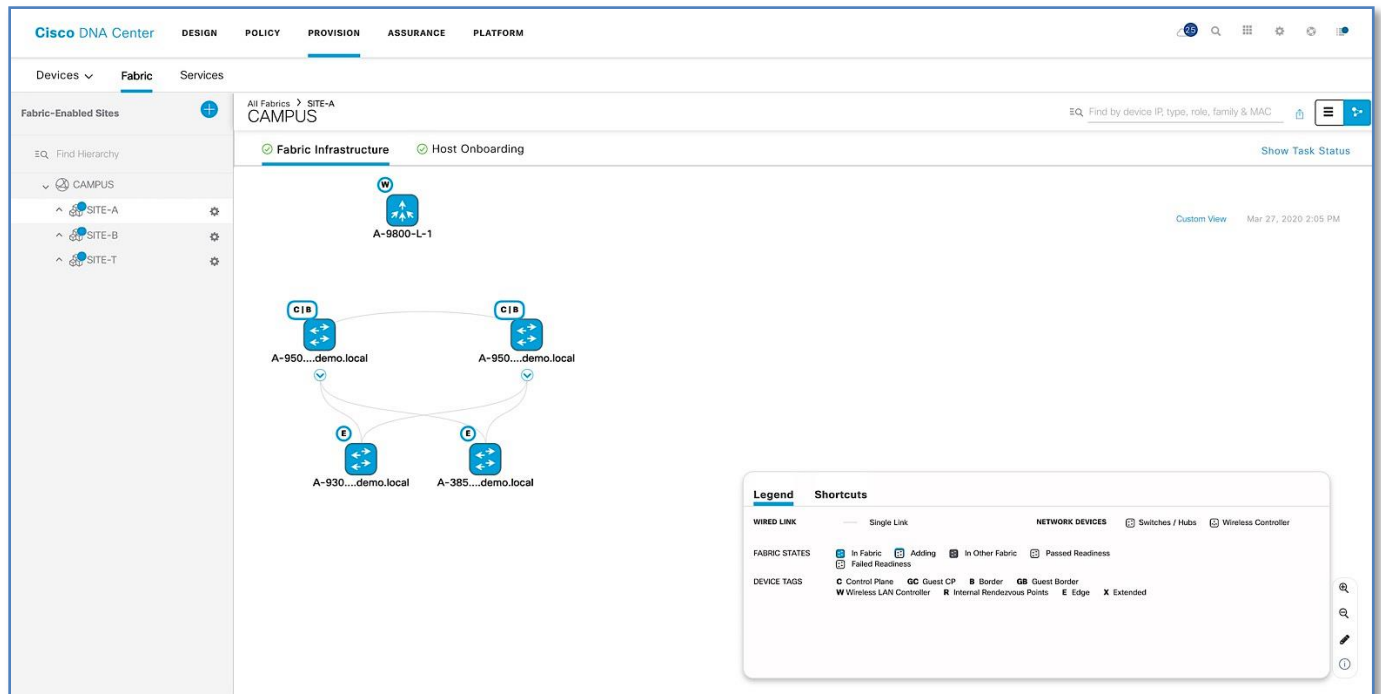 Cisco DNA Center DESIGN POLICY PROVISION ASSURANCE PLATFORM 25
Devices Fabric Services
Fabric-Enabled Sites
Find Hierarchy
CAMPUS
SITE-A
SITE-B
SITE-T
All Fabrics > SITE-A
CAMPUS
Find by device IP, type, role, family & MAC
Fabric Infrastructure Host Onboarding Show Task Status
Custom View Mar 27, 2020 2:05 PM
W
A-9800-L-1
C|B C|B
A-950....demo.local A-950....demo.local
E E
A-930....demo.local A-385....demo.local
Legend Shortcuts
WIRED LINK Single Link NETWORK DEVICES Switches / Hubs Wireless Controller
FABRIC STATES In Fabric Adding In Other Fabric Passed Readiness
Failed Readiness
DEVICE TAGS C Control Plane GC Guest CP B Border GB Guest Border
W Wireless LAN Controller R Internal Rendezvous Points E Edge X Extended